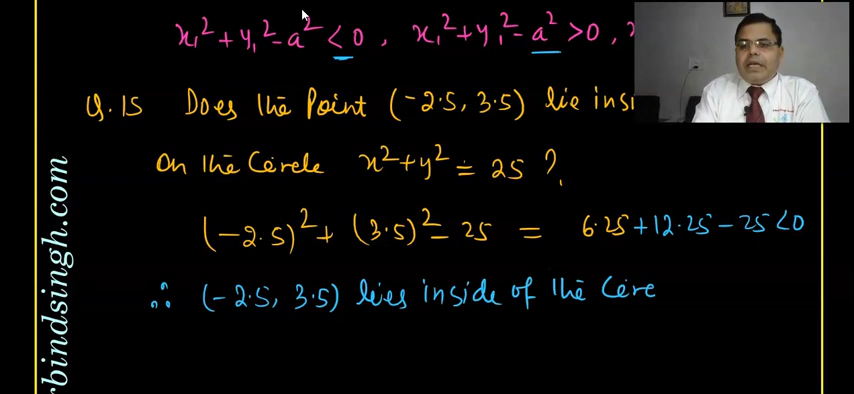 x₁² + y₁² - a² < 0 , x₁² + y₁² - a² > 0 ,
Q.15 Does the Point (-2.5, 3.5) lie insi
On the Circle x² + y² = 25 ?
(-2.5)² + (3.5)² - 25 = 6.25 + 12.25 - 25 < 0
∴ (-2.5, 3.5) lies inside of the Circ
rbindsingh.com